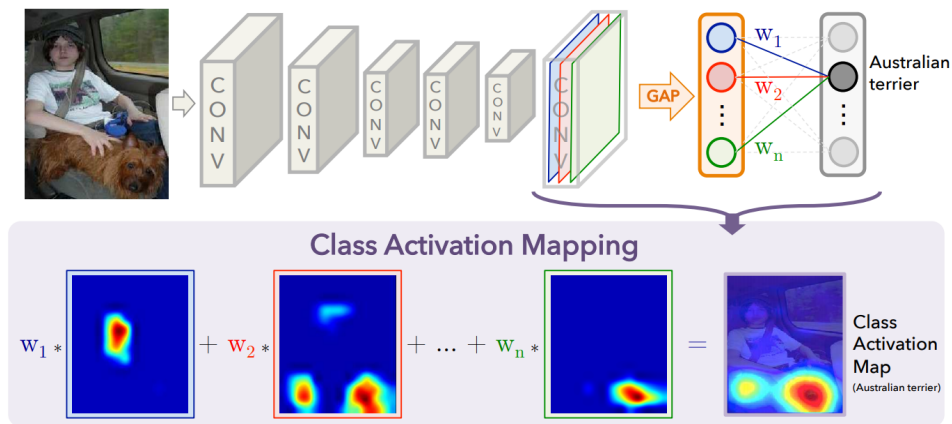 CONV
CONV
CONV
CONV
CONV
CONV
GAP
w1
w2
wn
Australian
terrier
Class Activation Mapping
w1 * + w2 * + ... + wn * =
Class
Activation
Map
(Australian terrier)